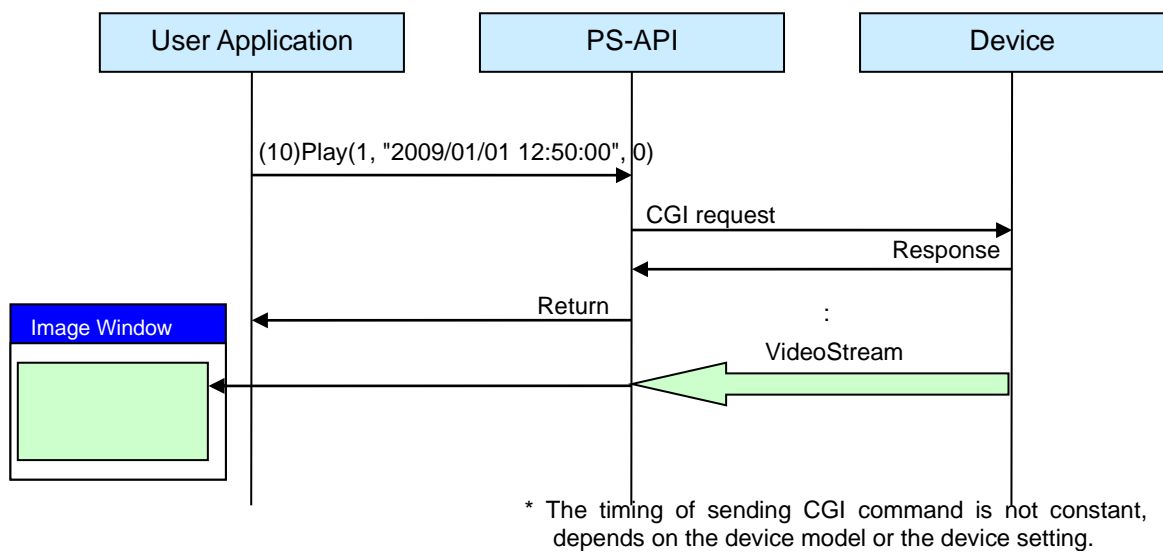 User Application
PS-API
Device
(10)Play(1, "2009/01/01 12:50:00", 0)
CGI request
Response
Return
:
Image Window
VideoStream
* The timing of sending CGI command is not constant,
depends on the device model or the device setting.